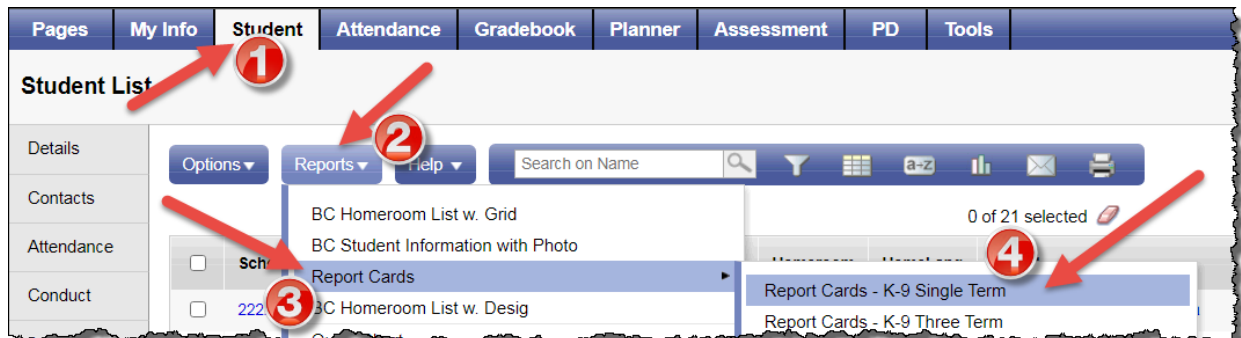 Pages My Info Student Attendance Gradebook Planner Assessment PD Tools
1
Student List
2
Details
Options Reports Help Search on Name a-z
Contacts
BC Homeroom List w. Grid
0 of 21 selected
Attendance
BC Student Information with Photo
4
Report Cards
3
Conduct
Report Cards - K-9 Single Term
222
BC Homeroom List w. Desig
Report Cards - K-9 Three Term